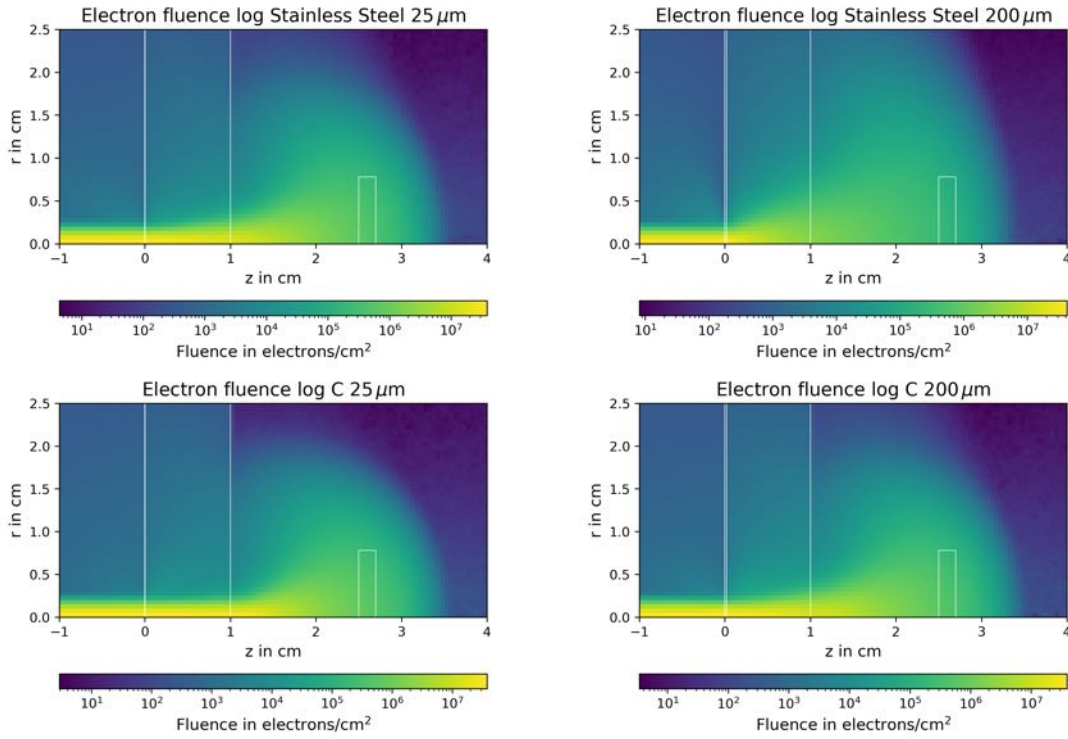 Electron fluence log Stainless Steel 25 μm
2.5
2.0
1.5
1.0
0.5
0.0
r in cm
−1 0 1 2 3 4
z in cm
10¹ 10² 10³ 10⁴ 10⁵ 10⁶ 10⁷
Fluence in electrons/cm²
Electron fluence log Stainless Steel 200 μm
2.5
2.0
1.5
1.0
0.5
0.0
r in cm
−1 0 1 2 3 4
z in cm
10¹ 10² 10³ 10⁴ 10⁵ 10⁶ 10⁷
Fluence in electrons/cm²
Electron fluence log C 25 μm
2.5
2.0
1.5
1.0
0.5
0.0
r in cm
−1 0 1 2 3 4
z in cm
10¹ 10² 10³ 10⁴ 10⁵ 10⁶ 10⁷
Fluence in electrons/cm²
Electron fluence log C 200 μm
2.5
2.0
1.5
1.0
0.5
0.0
r in cm
−1 0 1 2 3 4
z in cm
10¹ 10² 10³ 10⁴ 10⁵ 10⁶ 10⁷
Fluence in electrons/cm²